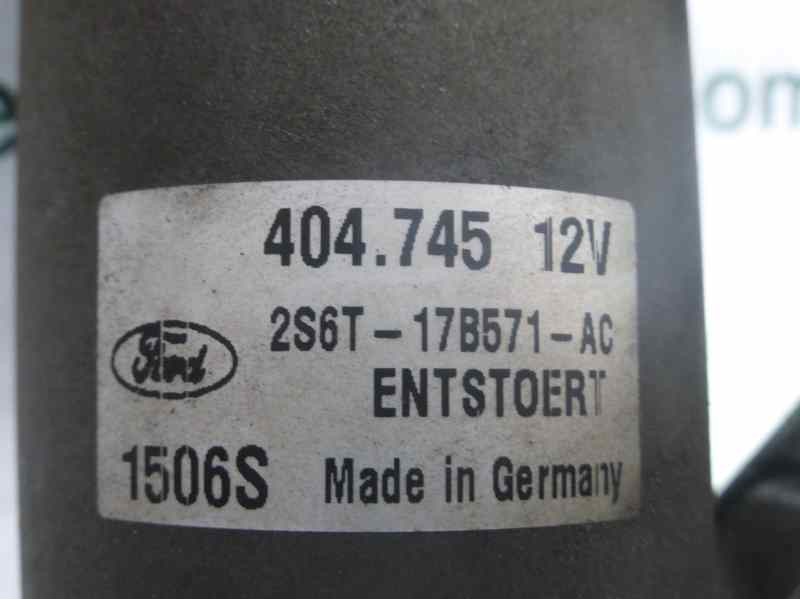 404.745 12V
2S6T-17B571-AC
Ford
ENTSTOERT
1506S Made in Germany